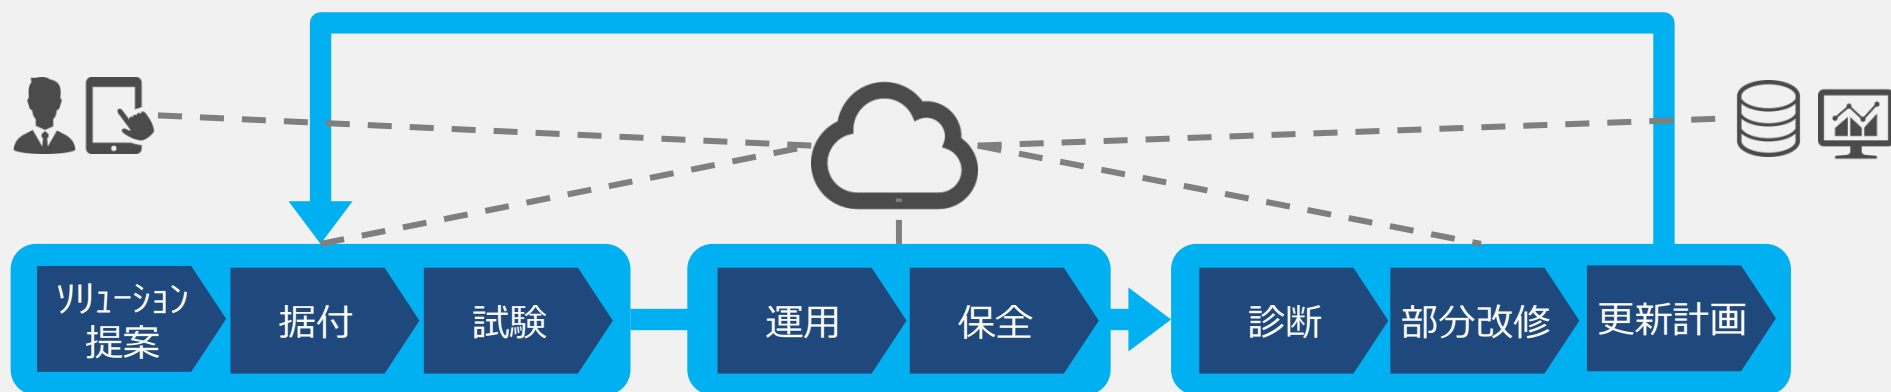 ソリューション
提案
据付
試験
運用
保全
診断
部分改修
更新計画